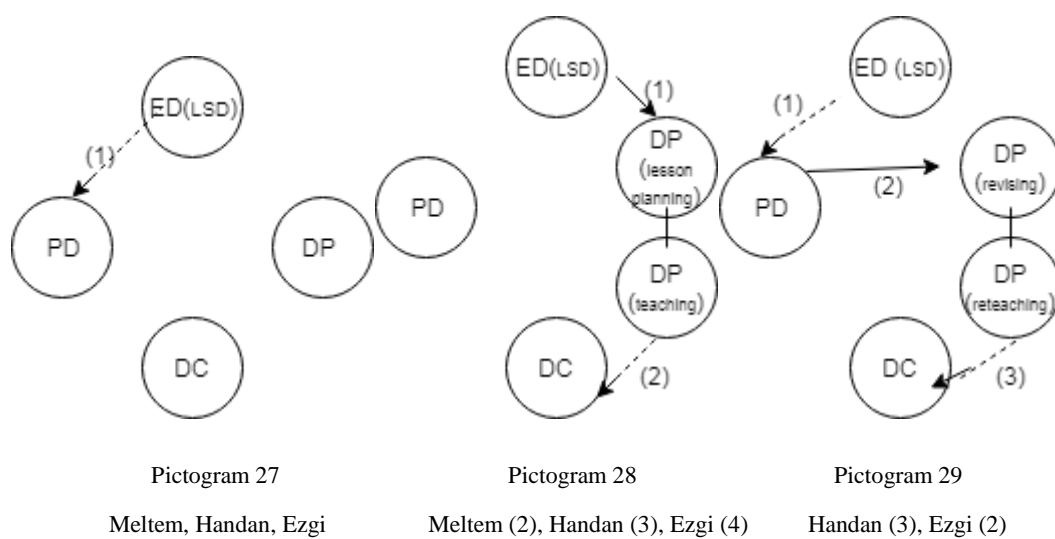 ED(LSD)
(1)
PD
DP
DC
Pictogram 27
Meltem, Handan, Ezgi
ED(LSD)
(1)
PD
DP
(lesson
planning)
DP
(teaching)
DC
(2)
Pictogram 28
Meltem (2), Handan (3), Ezgi (4)
ED (LSD)
(1)
PD
(2)
DP
(revising)
DP
(reteaching)
DC
(3)
Pictogram 29
Handan (3), Ezgi (2)